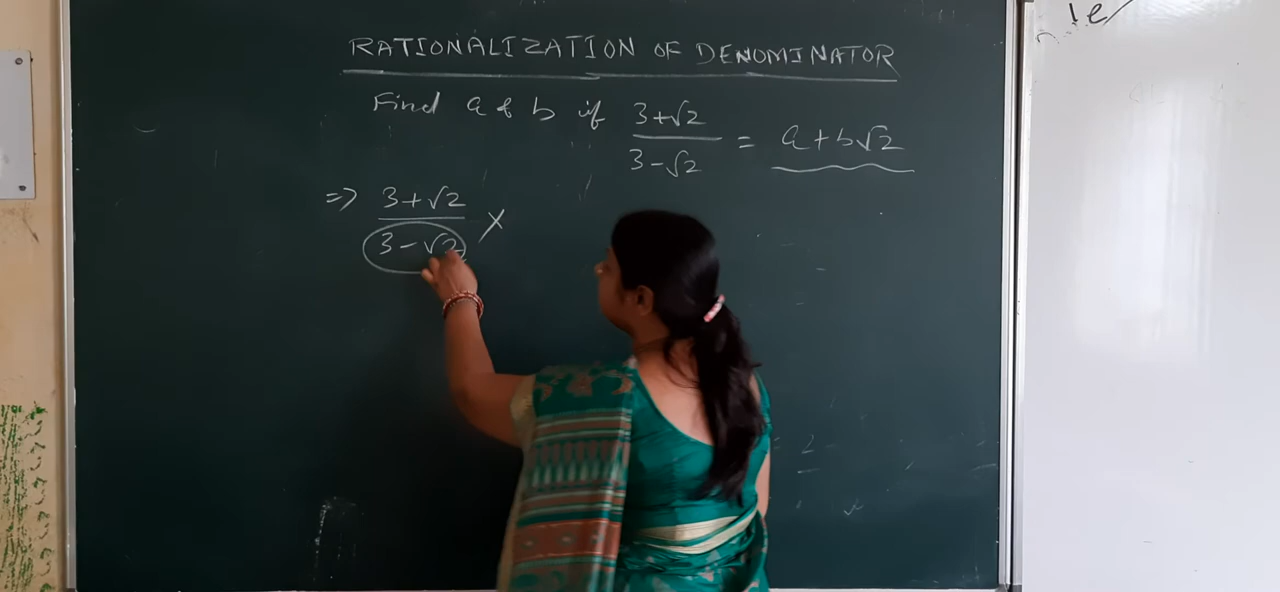 RATIONALIZATION OF DENOMINATOR
Find a & b if (3+√2)/(3-√2) = a+b√2
=> (3+√2)/(3-√2) ×